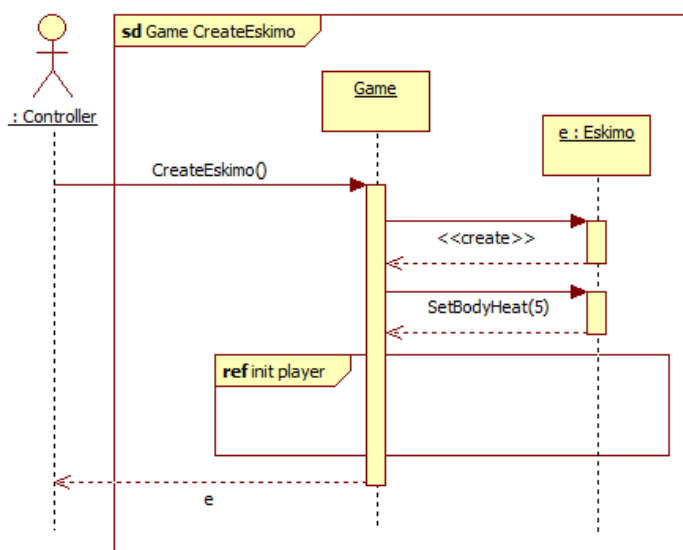 sd Game CreateEskimo
Game
: Controller
e : Eskimo
CreateEskimo()
<<create>>
SetBodyHeat(5)
ref init player
e